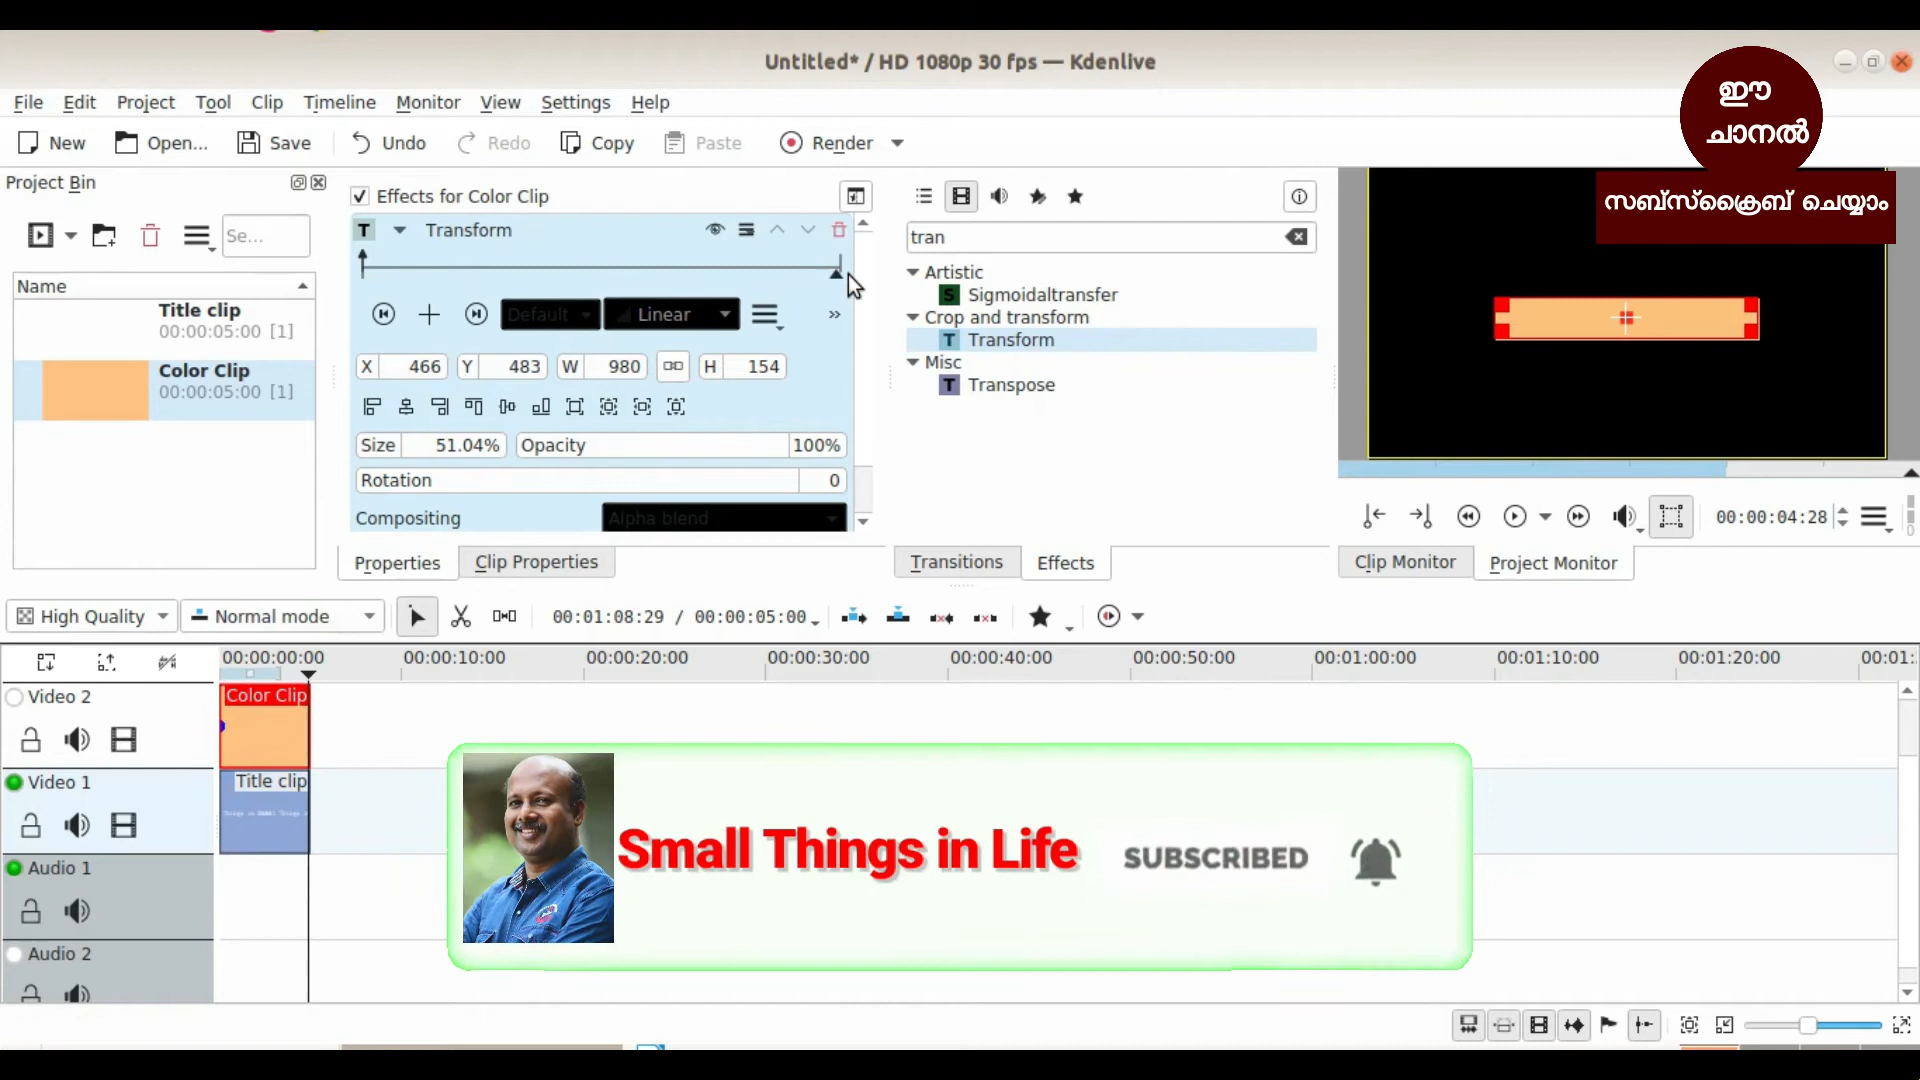 Untitled* / HD 1080p 30 fps — Kdenlive
File Edit Project Tool Clip Timeline Monitor View Settings Help
ഈ
ചാനൽ
സബ്സ്ക്രൈബ് ചെയ്യാം
New Open... Save Undo Redo Copy Paste Render
Project Bin
Se...
Name
Title clip
00:00:05:00 [1]
Color Clip
00:00:05:00 [1]
Effects for Color Clip
T Transform
Default Linear
X 466 Y 483 W 980 H 154
Size 51.04% Opacity 100%
Rotation 0
Compositing Alpha blend
Properties Clip Properties
tran
Artistic
S Sigmoidaltransfer
Crop and transform
T Transform
Misc
T Transpose
Transitions Effects
00:00:04:28
0
Clip Monitor Project Monitor
High Quality Normal mode 00:01:08:29 / 00:00:05:00
00:00:00:00 00:00:10:00 00:00:20:00 00:00:30:00 00:00:40:00 00:00:50:00 00:01:00:00 00:01:10:00 00:01:20:00 00:01:
Video 2
Color Clip
Video 1
Title clip
Audio 1
Audio 2
Small Things in Life SUBSCRIBED